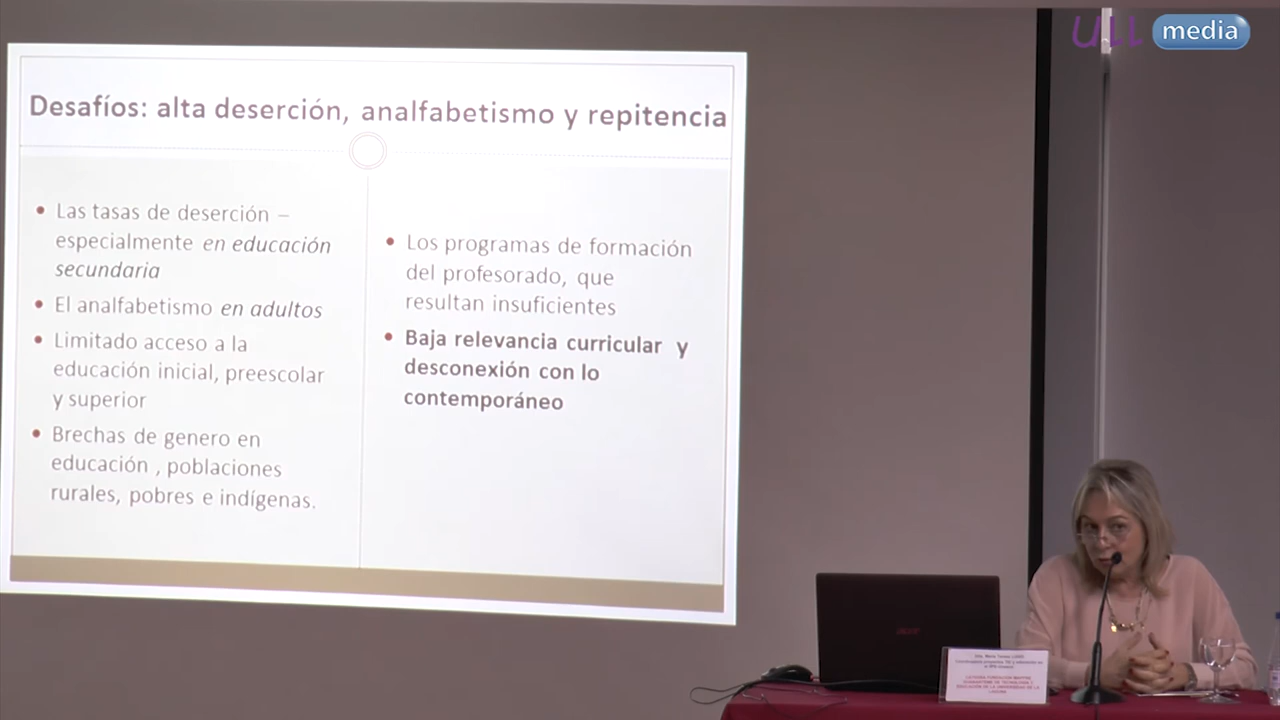 ULL media
Desafíos: alta deserción, analfabetismo y repitencia
Las tasas de deserción –
especialmente en educación
secundaria
El analfabetismo en adultos
Limitado acceso a la
educación inicial, preescolar
y superior
Brechas de genero en
educación , poblaciones
rurales, pobres e indígenas.
Los programas de formación
del profesorado, que
resultan insuficientes
Baja relevancia curricular y
desconexión con lo
contemporáneo
acer